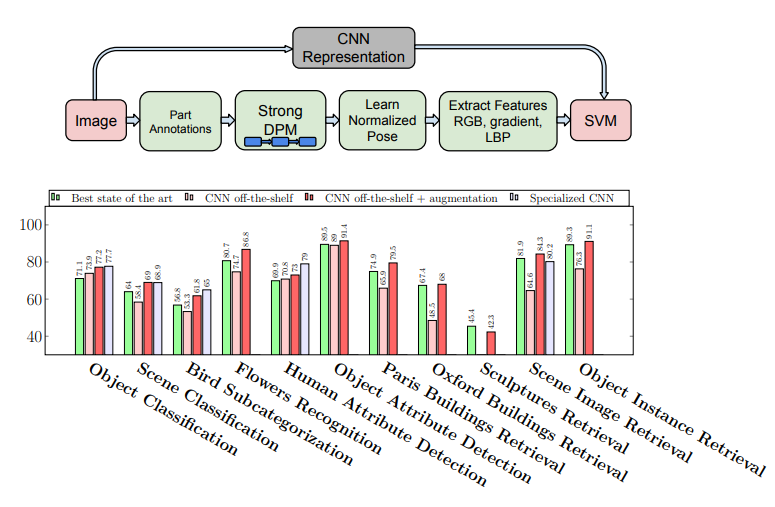 CNN
Representation
Image
Part
Annotations
Strong
DPM
Learn
Normalized
Pose
Extract Features
RGB, gradient,
LBP
SVM
Best state of the art
CNN off-the-shelf
CNN off-the-shelf + augmentation
Specialized CNN
100
80
60
40
71.1
73.9
77.2
77.7
64
58.4
69
68.9
56.8
53.3
61.8
65
80.7
74.7
86.8
69.9
70.8
73
79
89.5
89
91.4
74.9
65.9
79.5
67.4
48.5
68
45.4
42.3
81.9
64.6
84.3
80.2
89.3
76.3
91.1
Object Classification
Scene Classification
Bird Subcategorization
Flowers Recognition
Human Attribute Detection
Object Attribute Detection
Paris Buildings Retrieval
Oxford Buildings Retrieval
Sculptures Retrieval
Scene Image Retrieval
Object Instance Retrieval